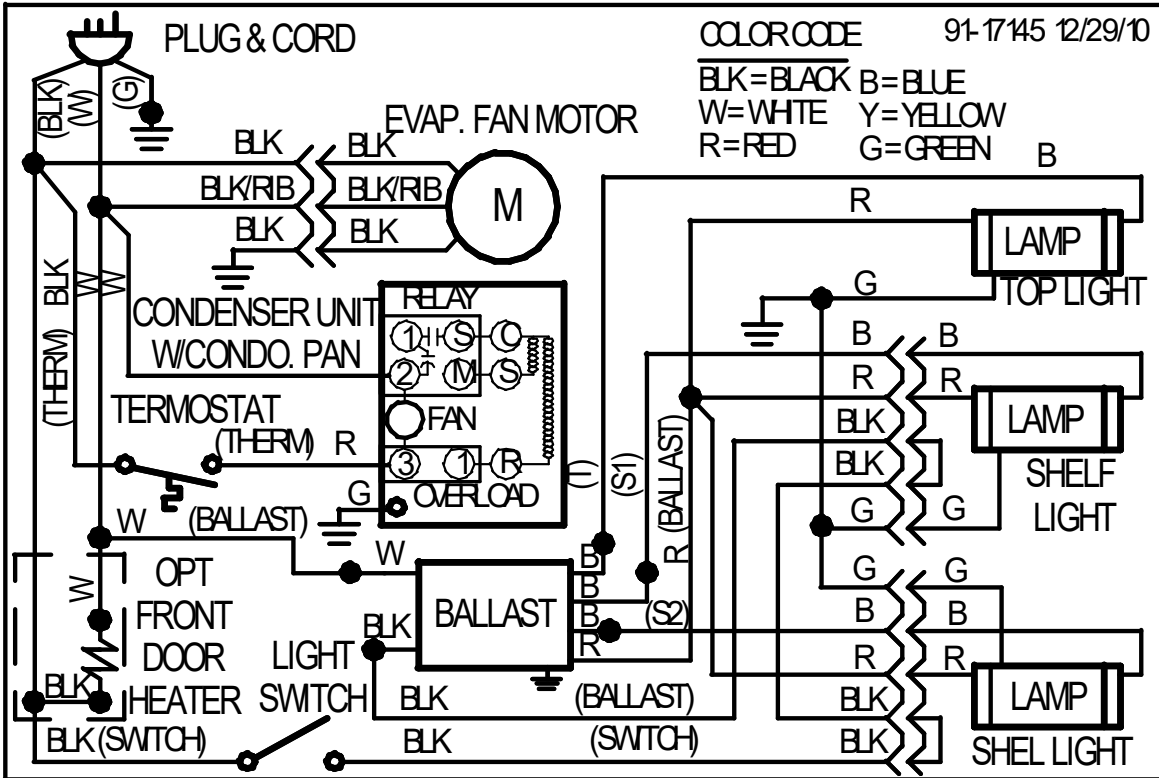 PLUG & CORD
COLOR CODE
91-17145 12/29/10
BLK = BLACK
B = BLUE
W = WHITE
Y = YELLOW
R = RED
G = GREEN
(BLK)
(W)
(G)
EVAP. FAN MOTOR
BLK
BLK
BLK/RIB
BLK/RIB
BLK
BLK
M
B
R
LAMP
TOP LIGHT
G
BLK
W
W
(THERM)
CONDENSER UNIT
W/CONDO. PAN
RELAY
1
S
C
2
M
S
FAN
3
1
R
OVERLOAD
TERMOSTAT
(THERM)
R
G
B
B
R
R
BLK
BLK
G
G
LAMP
SHELF
LIGHT
(T)
(S1)
R (BALLAST)
W
(BALLAST)
W
BALLAST
B
B
B
R
(S2)
BLK
OPT
FRONT
DOOR
HEATER
W
BLK
LIGHT
SWITCH
G
G
B
B
R
R
BLK
BLK
LAMP
SHEL LIGHT
BLK
(BALLAST)
BLK (SWITCH)
BLK
(SWITCH)